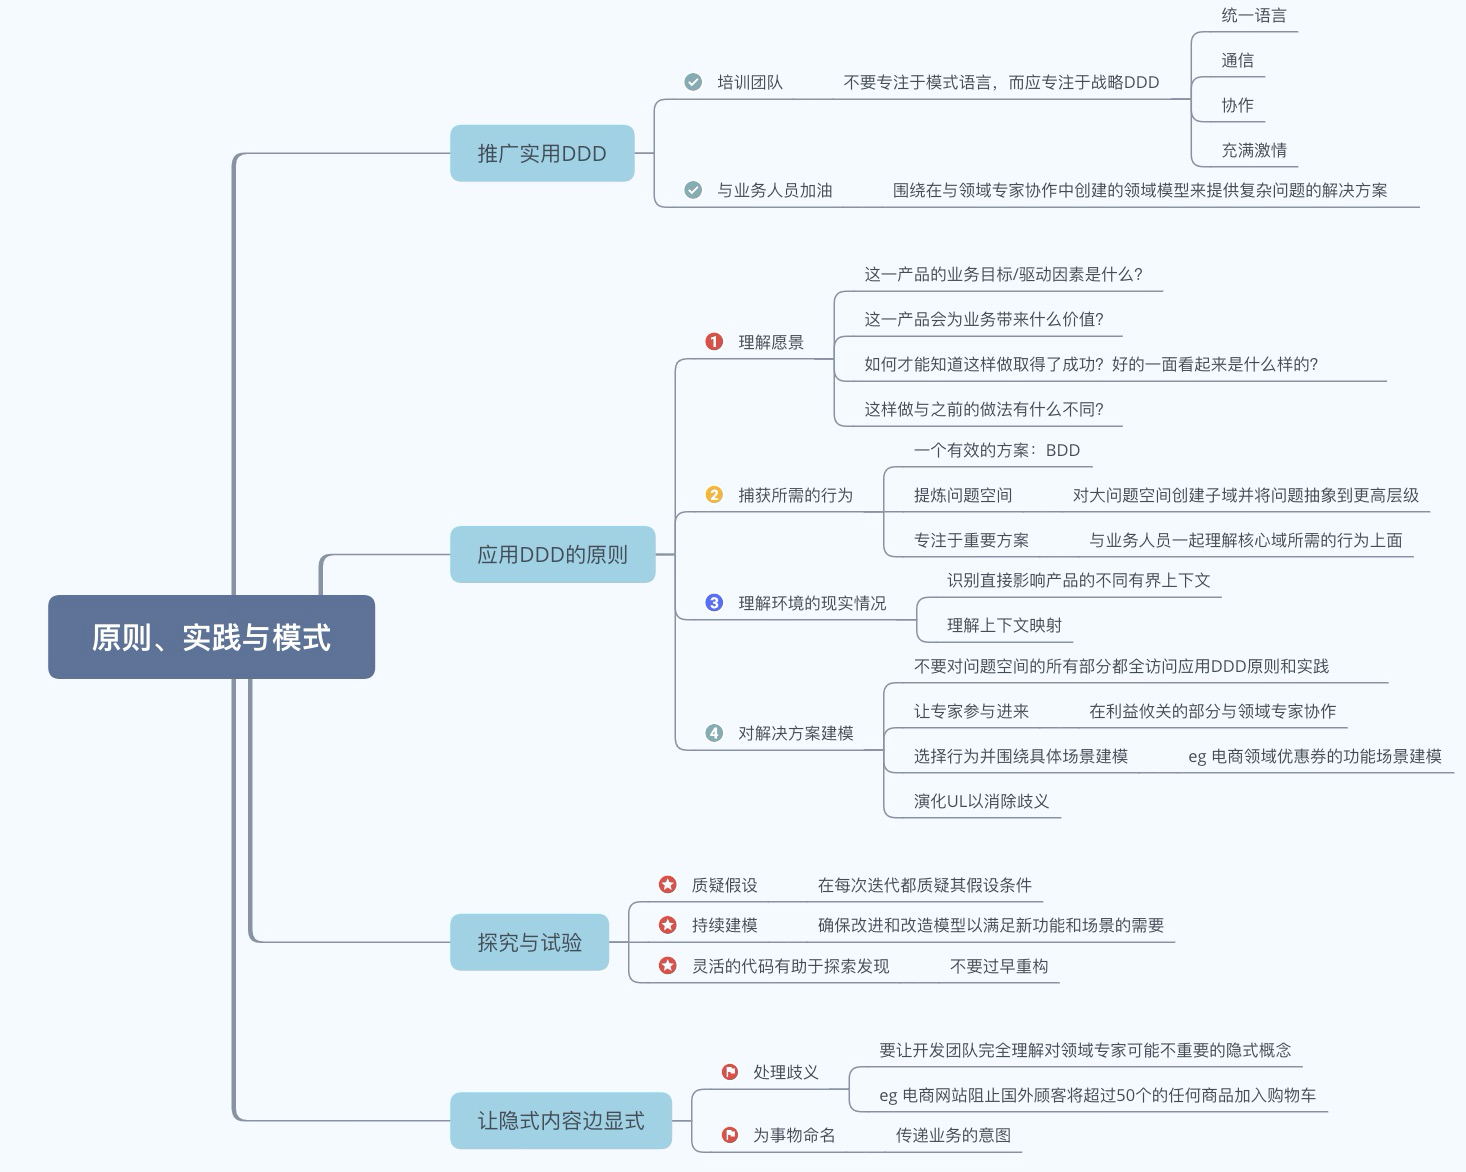 原则、实践与模式
推广实用DDD
培训团队
不要专注于模式语言，而应专注于战略DDD
统一语言
通信
协作
充满激情
与业务人员加油
围绕在与领域专家协作中创建的领域模型来提供复杂问题的解决方案
应用DDD的原则
1 理解愿景
这一产品的业务目标/驱动因素是什么？
这一产品会为业务带来什么价值？
如何才能知道这样做取得了成功？好的一面看起来是什么样的？
这样做与之前的做法有什么不同？
2 捕获所需的行为
一个有效的方案：BDD
提炼问题空间
对大问题空间创建子域并将问题抽象到更高层级
专注于重要方案
与业务人员一起理解核心域所需的行为上面
3 理解环境的现实情况
识别直接影响产品的不同有界上下文
理解上下文映射
4 对解决方案建模
不要对问题空间的所有部分都全访问应用DDD原则和实践
让专家参与进来
在利益攸关的部分与领域专家协作
选择行为并围绕具体场景建模
eg 电商领域优惠券的功能场景建模
演化UL以消除歧义
探究与试验
质疑假设
在每次迭代都质疑其假设条件
持续建模
确保改进和改造模型以满足新功能和场景的需要
灵活的代码有助于探索发现
不要过早重构
让隐式内容边显式
处理歧义
要让开发团队完全理解对领域专家可能不重要的隐式概念
eg 电商网站阻止国外顾客将超过50个的任何商品加入购物车
为事物命名
传递业务的意图